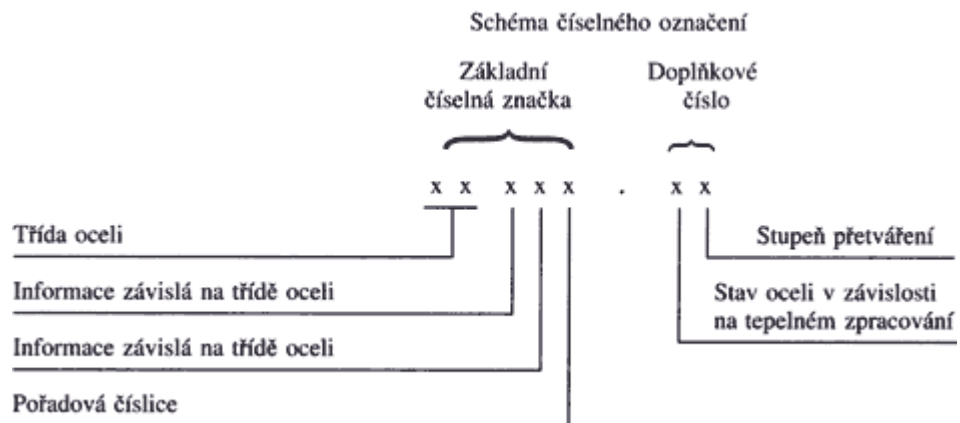 Schéma číselného označení
Základní
číselná značka
Doplňkové
číslo
x x x x x . x x
Třída oceli
Informace závislá na třídě oceli
Informace závislá na třídě oceli
Pořadová číslice
Stupeň přetváření
Stav oceli v závislosti
na tepelném zpracování